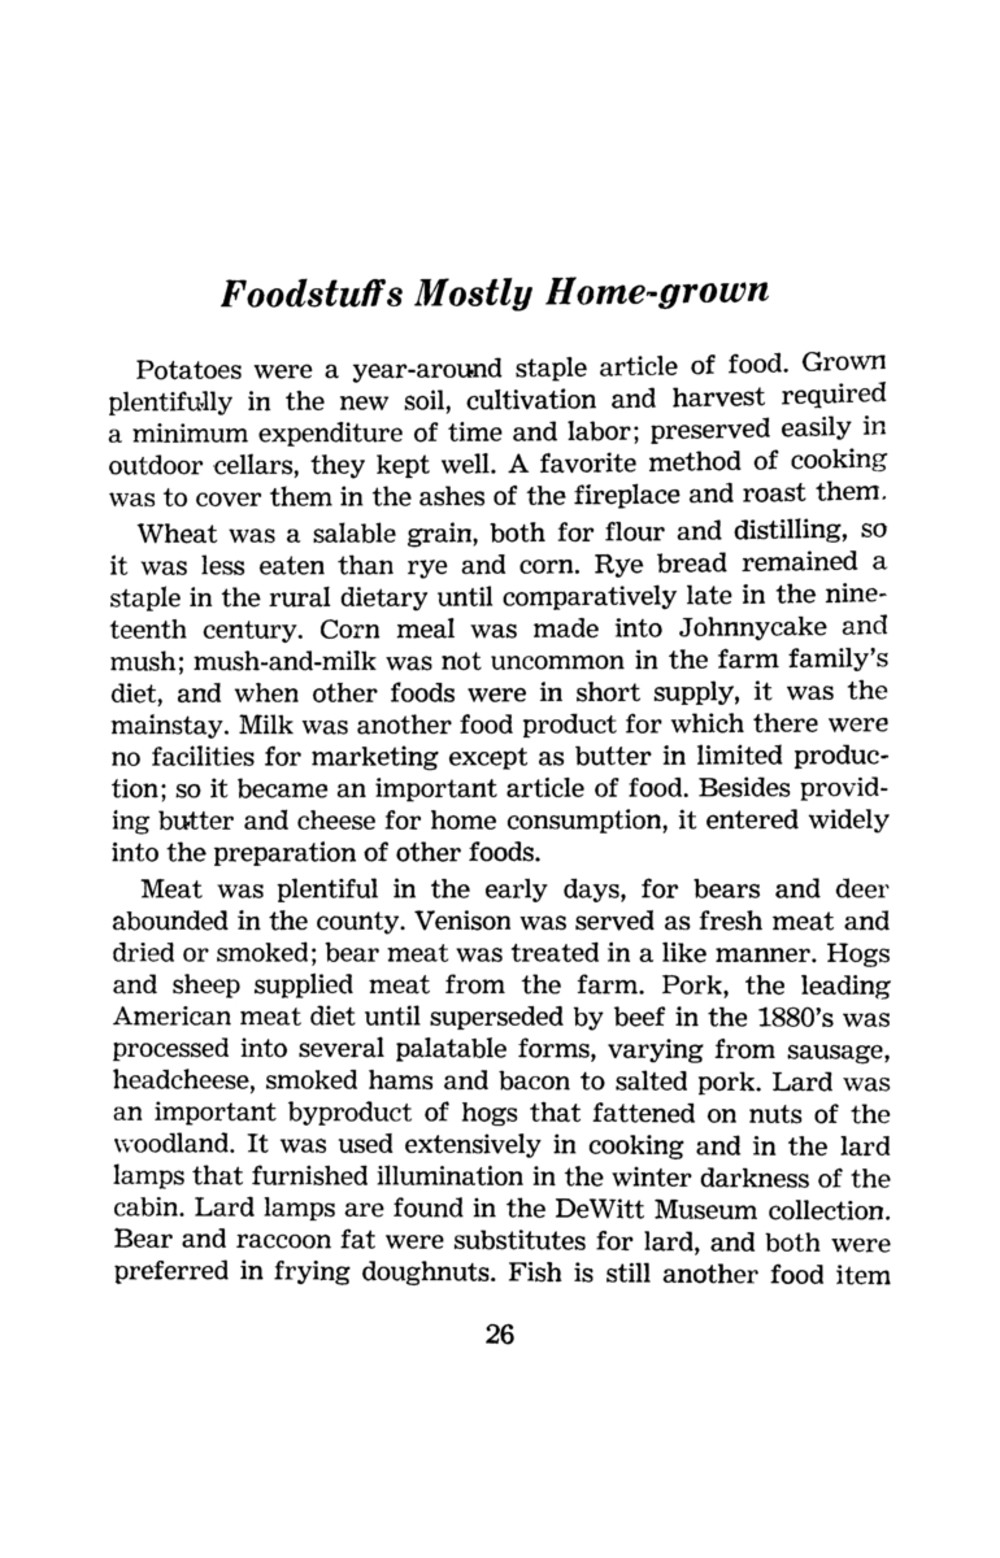 Foodstuffs Mostly Home-grown
Potatoes were a year-around staple article of food. Grown
plentifully in the new soil, cultivation and harvest required
a minimum expenditure of time and labor; preserved easily in
outdoor cellars, they kept well. A favorite method of cooking
was to cover them in the ashes of the fireplace and roast them.
Wheat was a salable grain, both for flour and distilling, so
it was less eaten than rye and corn. Rye bread remained a
staple in the rural dietary until comparatively late in the nine-
teenth century. Corn meal was made into Johnnycake and
mush; mush-and-milk was not uncommon in the farm family's
diet, and when other foods were in short supply, it was the
mainstay. Milk was another food product for which there were
no facilities for marketing except as butter in limited produc-
tion; so it became an important article of food. Besides provid-
ing butter and cheese for home consumption, it entered widely
into the preparation of other foods.
Meat was plentiful in the early days, for bears and deer
abounded in the county. Venison was served as fresh meat and
dried or smoked; bear meat was treated in a like manner. Hogs
and sheep supplied meat from the farm. Pork, the leading
American meat diet until superseded by beef in the 1880's was
processed into several palatable forms, varying from sausage,
headcheese, smoked hams and bacon to salted pork. Lard was
an important byproduct of hogs that fattened on nuts of the
woodland. It was used extensively in cooking and in the lard
lamps that furnished illumination in the winter darkness of the
cabin. Lard lamps are found in the DeWitt Museum collection.
Bear and raccoon fat were substitutes for lard, and both were
preferred in frying doughnuts. Fish is still another food item
26